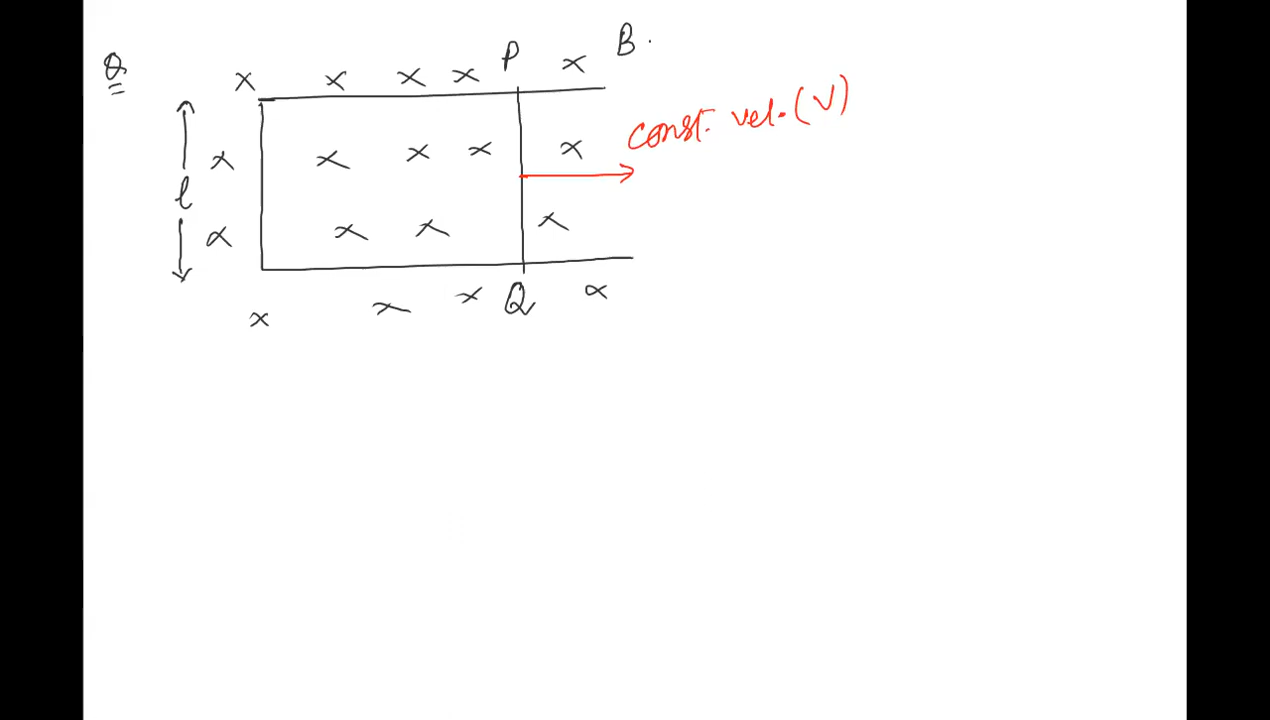 Q
x x x x P x B.
const. vel. (V)
x x x x x
l
x x x x
x x x Q x